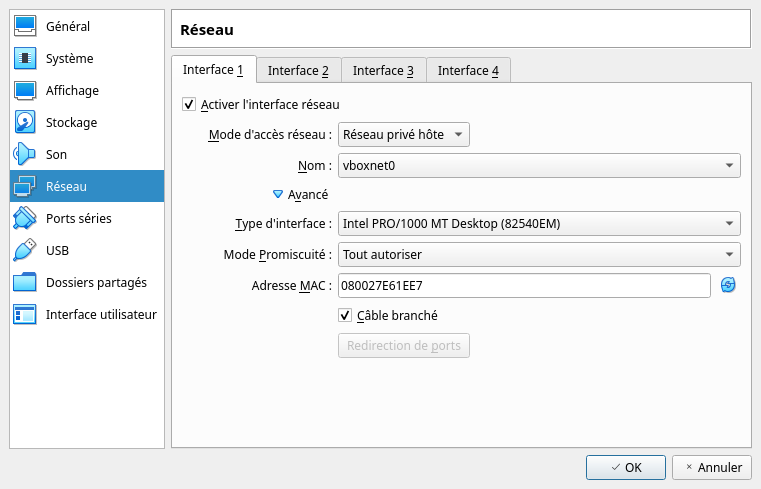 Général
Système
Affichage
Stockage
Son
Réseau
Ports séries
USB
Dossiers partagés
Interface utilisateur
Réseau
Interface 1 Interface 2 Interface 3 Interface 4
Activer l'interface réseau
Mode d'accès réseau : Réseau privé hôte
Nom : vboxnet0
Avancé
Type d'interface : Intel PRO/1000 MT Desktop (82540EM)
Mode Promiscuité : Tout autoriser
Adresse MAC : 080027E61EE7
Câble branché
Redirection de ports
OK Annuler